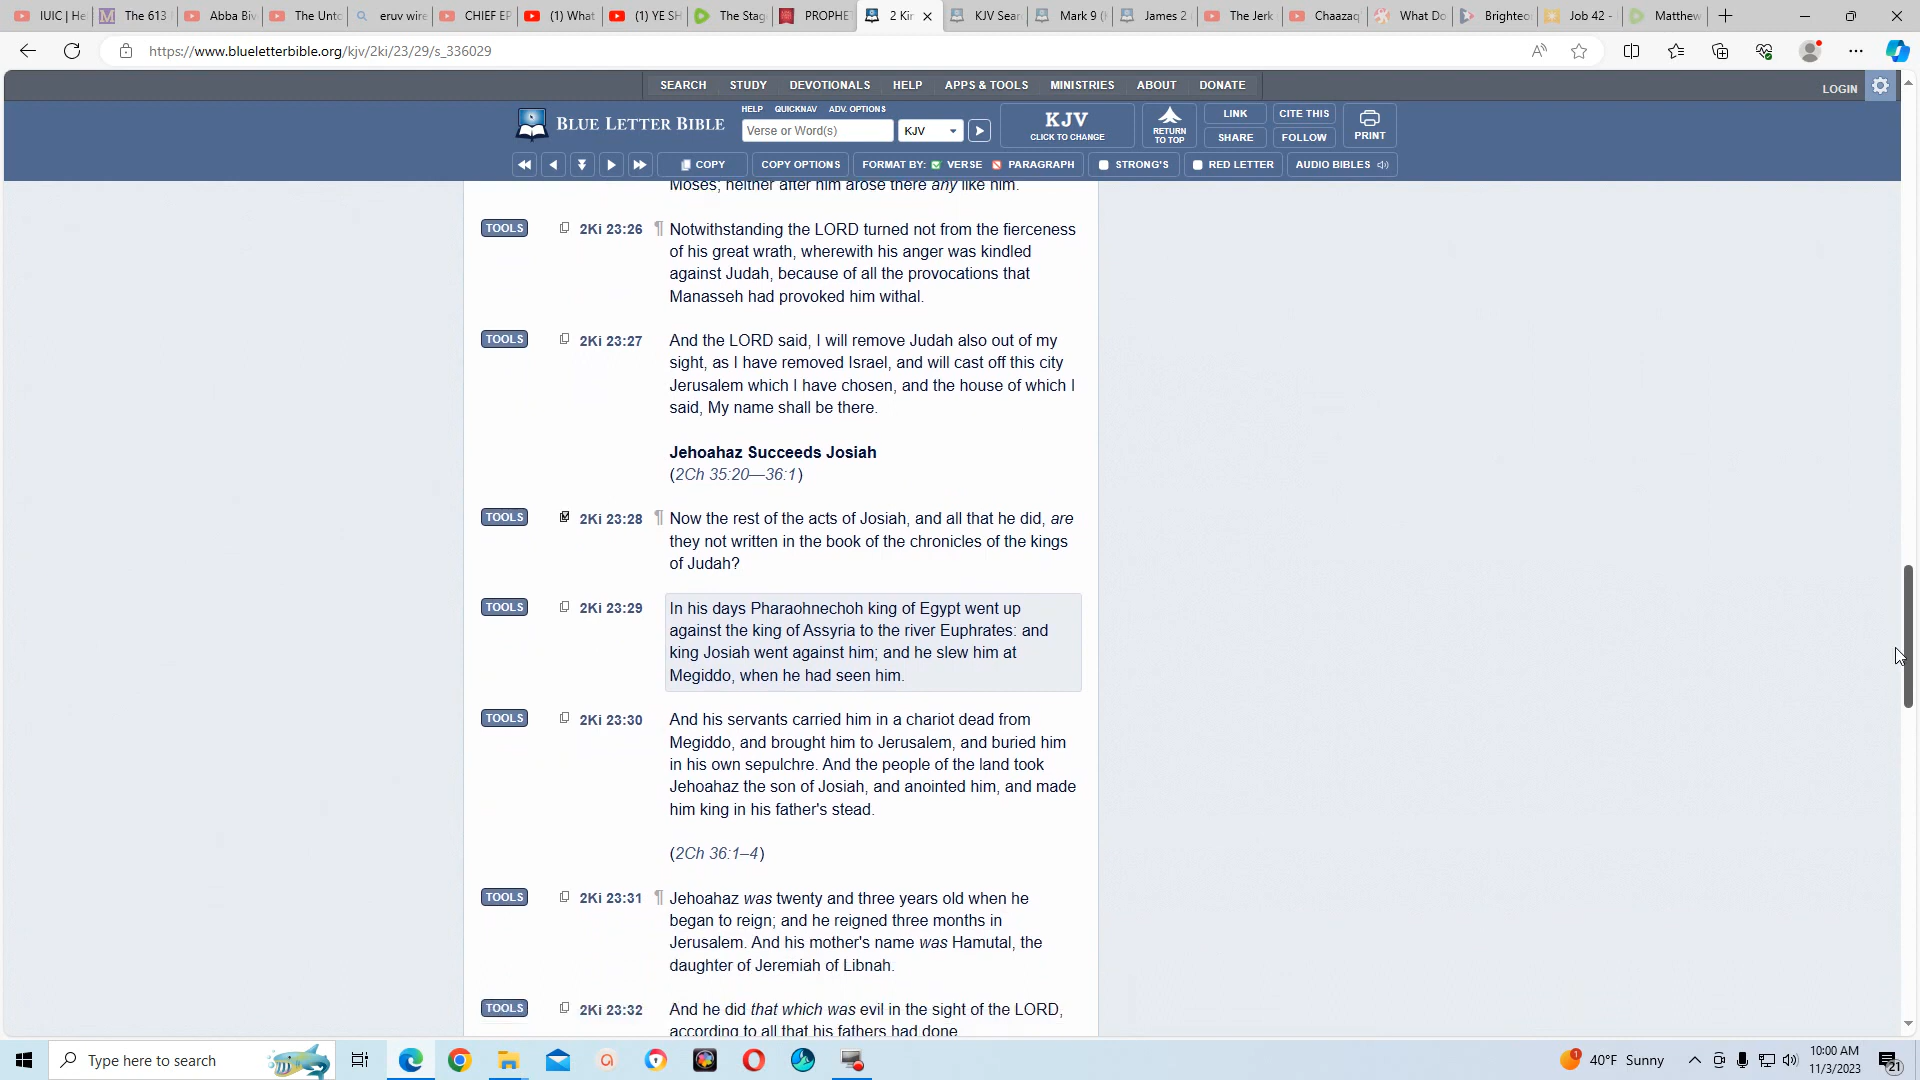 IUIC | He
The 613
Abba Biv
The Unto
eruv wire
CHIEF EP
(1) What
(1) YE SH
The Stag
PROPHE
2 Kin
KJV Sear
Mark 9 (
James 2
The Jerk
Chaazaq
What Do
Brighteo
Job 42 -
Matthew
https://www.blueletterbible.org/kjv/2ki/23/29/s_336029
SEARCH STUDY DEVOTIONALS HELP APPS & TOOLS MINISTRIES ABOUT DONATE
LOGIN
BLUE LETTER BIBLE
HELP QUICKNAV ADV. OPTIONS
Verse or Word(s)
KJV
KJV
CLICK TO CHANGE
RETURN
TO TOP
LINK
CITE THIS
SHARE
FOLLOW
PRINT
COPY
COPY OPTIONS
FORMAT BY: VERSE PARAGRAPH
STRONG'S
RED LETTER
AUDIO BIBLES
Moses; neither after him arose there any like him.
TOOLS 2Ki 23:26 ¶ Notwithstanding the LORD turned not from the fierceness
of his great wrath, wherewith his anger was kindled
against Judah, because of all the provocations that
Manasseh had provoked him withal.
TOOLS 2Ki 23:27 And the LORD said, I will remove Judah also out of my
sight, as I have removed Israel, and will cast off this city
Jerusalem which I have chosen, and the house of which I
said, My name shall be there.
Jehoahaz Succeeds Josiah
(2Ch 35:20—36:1)
TOOLS 2Ki 23:28 ¶ Now the rest of the acts of Josiah, and all that he did, are
they not written in the book of the chronicles of the kings
of Judah?
TOOLS 2Ki 23:29 In his days Pharaohnechoh king of Egypt went up
against the king of Assyria to the river Euphrates: and
king Josiah went against him; and he slew him at
Megiddo, when he had seen him.
TOOLS 2Ki 23:30 And his servants carried him in a chariot dead from
Megiddo, and brought him to Jerusalem, and buried him
in his own sepulchre. And the people of the land took
Jehoahaz the son of Josiah, and anointed him, and made
him king in his father's stead.
(2Ch 36:1–4)
TOOLS 2Ki 23:31 ¶ Jehoahaz was twenty and three years old when he
began to reign; and he reigned three months in
Jerusalem. And his mother's name was Hamutal, the
daughter of Jeremiah of Libnah.
TOOLS 2Ki 23:32 And he did that which was evil in the sight of the LORD,
according to all that his fathers had done
Type here to search
40°F Sunny
10:00 AM
11/3/2023
21